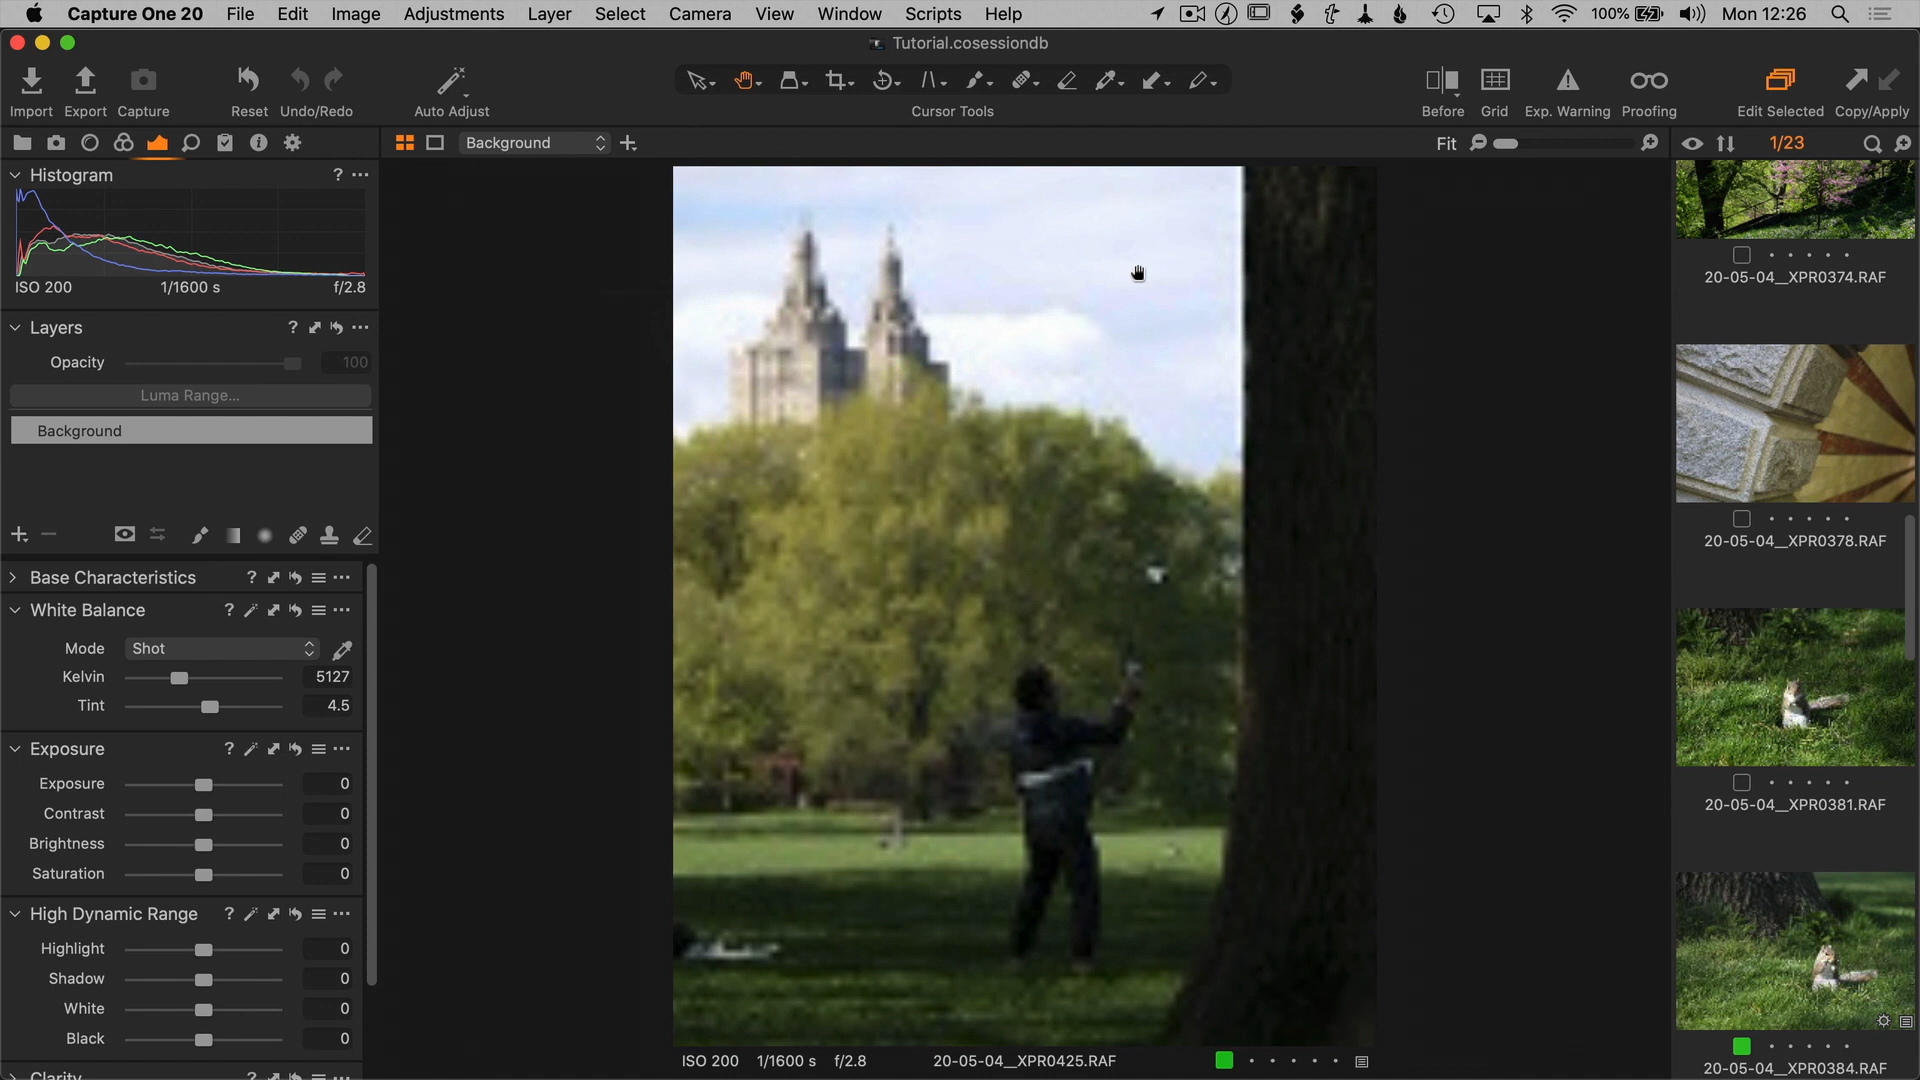 Capture One 20 File Edit Image Adjustments Layer Select Camera View Window Scripts Help 100% Mon 12:26
Tutorial.cosessiondb
Import Export Capture Reset Undo/Redo Auto Adjust Cursor Tools Before Grid Exp. Warning Proofing Edit Selected Copy/Apply
Background Fit 1/23
Histogram ? ...
ISO 200 1/1600 s f/2.8
Layers ? ...
Opacity 100
Luma Range...
Background
Base Characteristics ? ...
White Balance ? ...
Mode Shot
Kelvin 5127
Tint 4.5
Exposure ? ...
Exposure 0
Contrast 0
Brightness 0
Saturation 0
High Dynamic Range ? ...
Highlight 0
Shadow 0
White 0
Black 0
Clarity ? ...
ISO 200 1/1600 s f/2.8 20-05-04__XPR0425.RAF
20-05-04__XPR0374.RAF
20-05-04__XPR0378.RAF
20-05-04__XPR0381.RAF
20-05-04__XPR0384.RAF